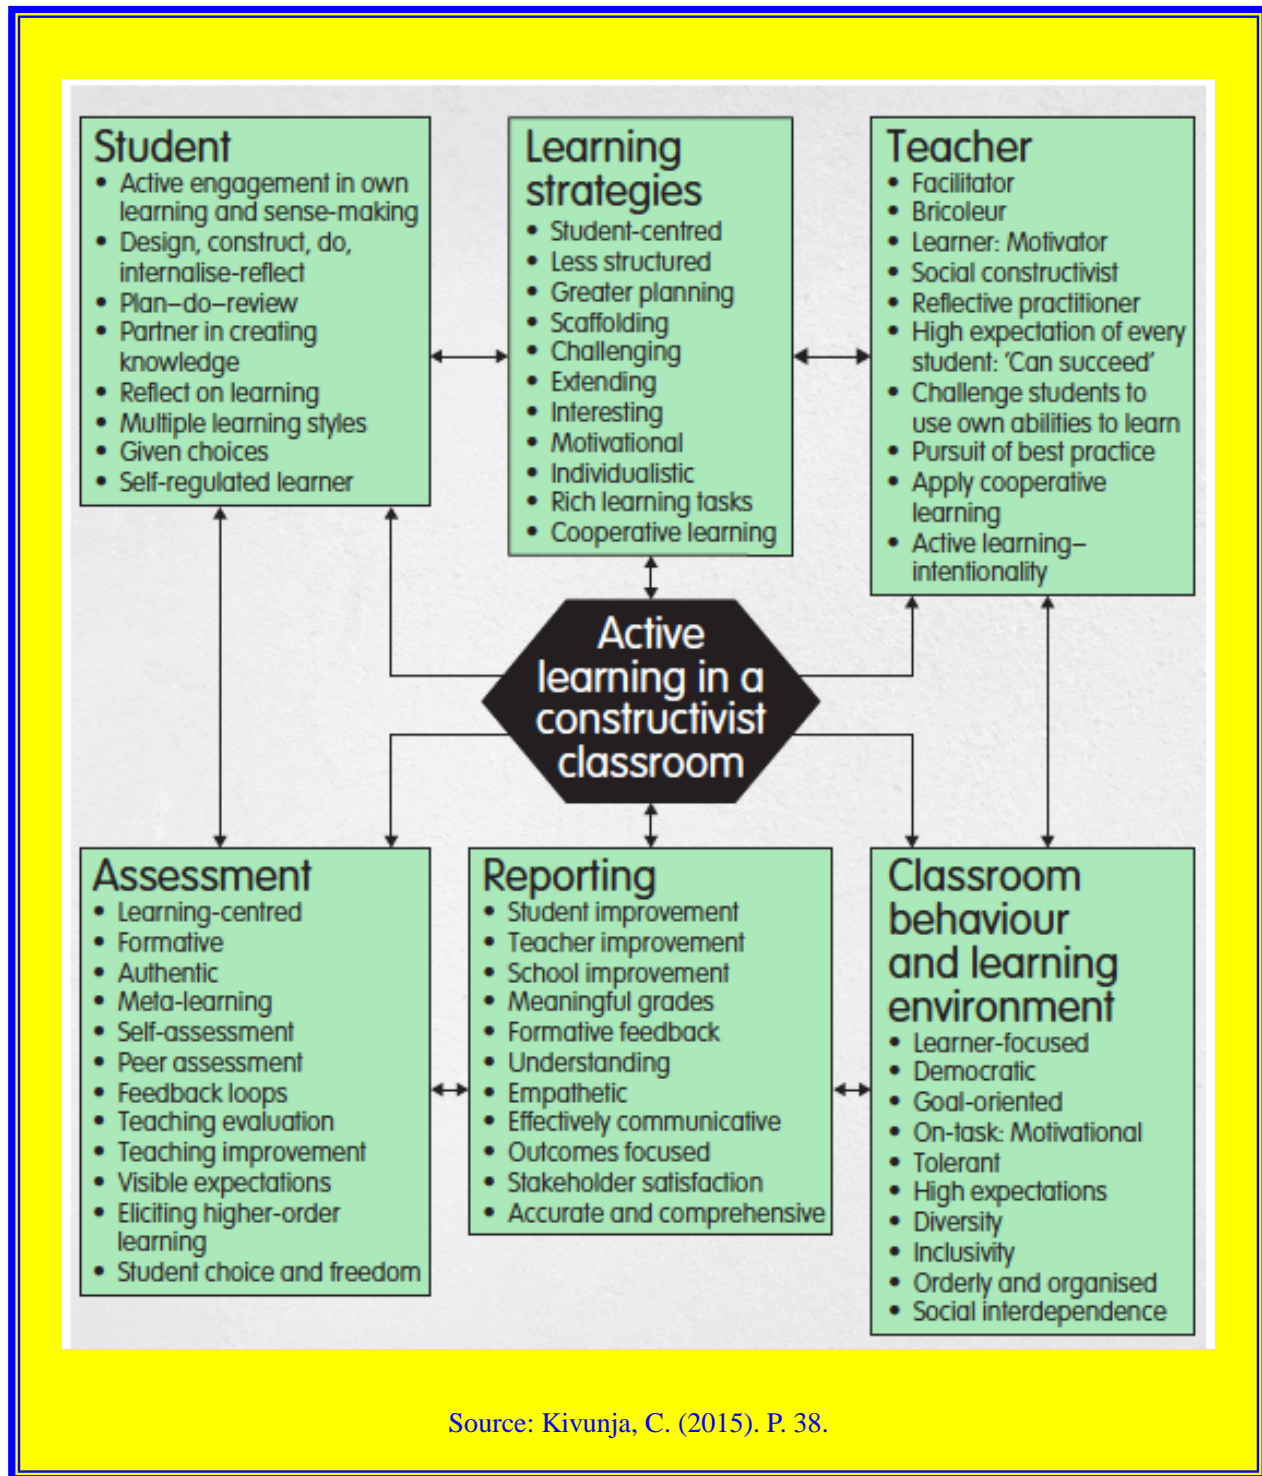 Student
• Active engagement in own
learning and sense-making
• Design, construct, do,
internalise-reflect
• Plan–do–review
• Partner in creating
knowledge
• Reflect on learning
• Multiple learning styles
• Given choices
• Self-regulated learner
Learning
strategies
• Student-centred
• Less structured
• Greater planning
• Scaffolding
• Challenging
• Extending
• Interesting
• Motivational
• Individualistic
• Rich learning tasks
• Cooperative learning
Teacher
• Facilitator
• Bricoleur
• Learner: Motivator
• Social constructivist
• Reflective practitioner
• High expectation of every
student: ‘Can succeed’
• Challenge students to
use own abilities to learn
• Pursuit of best practice
• Apply cooperative
learning
• Active learning–
intentionality
Active
learning in a
constructivist
classroom
Assessment
• Learning-centred
• Formative
• Authentic
• Meta-learning
• Self-assessment
• Peer assessment
• Feedback loops
• Teaching evaluation
• Teaching improvement
• Visible expectations
• Eliciting higher-order
learning
• Student choice and freedom
Reporting
• Student improvement
• Teacher improvement
• School improvement
• Meaningful grades
• Formative feedback
• Understanding
• Empathetic
• Effectively communicative
• Outcomes focused
• Stakeholder satisfaction
• Accurate and comprehensive
Classroom
behaviour
and learning
environment
• Learner-focused
• Democratic
• Goal-oriented
• On-task: Motivational
• Tolerant
• High expectations
• Diversity
• Inclusivity
• Orderly and organised
• Social interdependence
Source: Kivunja, C. (2015). P. 38.